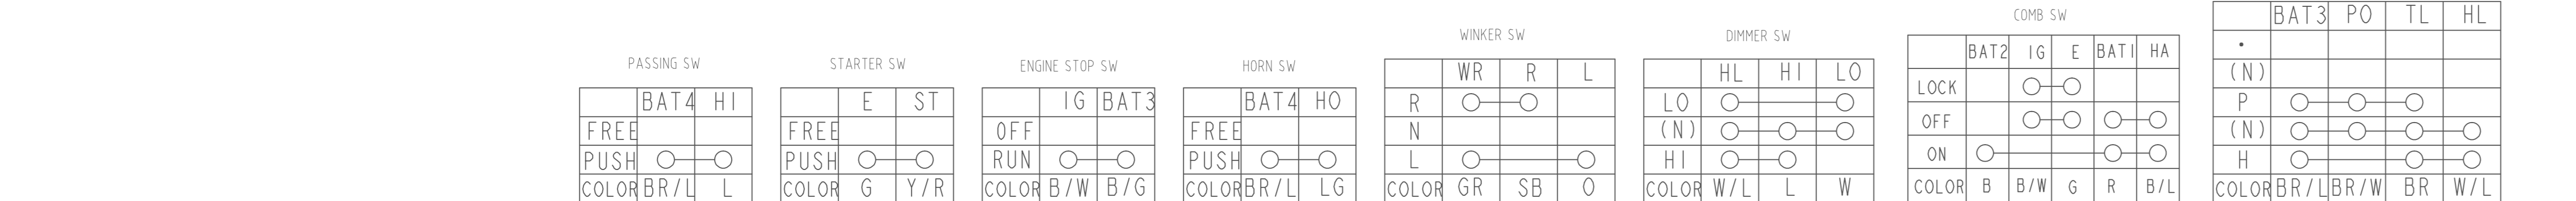 PASSING SW
BAT4 HI
FREE
PUSH
COLOR BR/L L
STARTER SW
E ST
FREE
PUSH
COLOR G Y/R
ENGINE STOP SW
IG BAT3
OFF
RUN
COLOR B/W B/G
HORN SW
BAT4 HO
FREE
PUSH
COLOR BR/L LG
WINKER SW
WR R L
R
N
L
COLOR GR SB O
DIMMER SW
HL HI LO
LO
(N)
HI
COLOR W/L L W
COMB SW
BAT2 IG E BAT1 HA
LOCK
OFF
ON
COLOR B B/W G R B/L
BAT3 PO TL HL
•
(N)
P
(N)
H
COLOR BR/L BR/W BR W/L